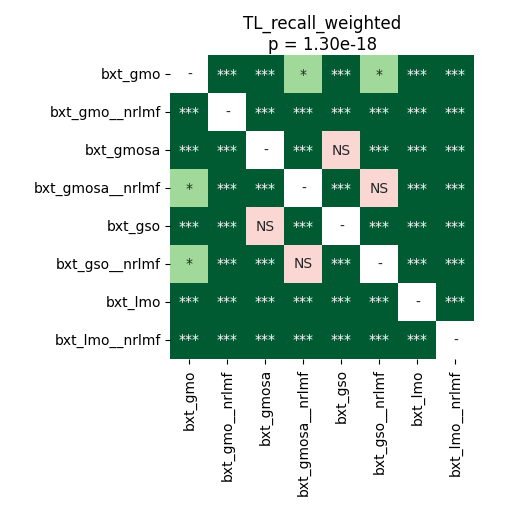 TL_recall_weighted
p = 1.30e-18
bxt_gmo - *** *** * *** * *** ***
bxt_gmo__nrlmf *** - *** *** *** *** *** ***
bxt_gmosa *** *** - *** NS *** *** ***
bxt_gmosa__nrlmf * *** *** - *** NS *** ***
bxt_gso *** *** NS *** - *** *** ***
bxt_gso__nrlmf * *** *** NS *** - *** ***
bxt_lmo *** *** *** *** *** *** - ***
bxt_lmo__nrlmf *** *** *** *** *** *** *** -
bxt_gmo
bxt_gmo__nrlmf
bxt_gmosa
bxt_gmosa__nrlmf
bxt_gso
bxt_gso__nrlmf
bxt_lmo
bxt_lmo__nrlmf